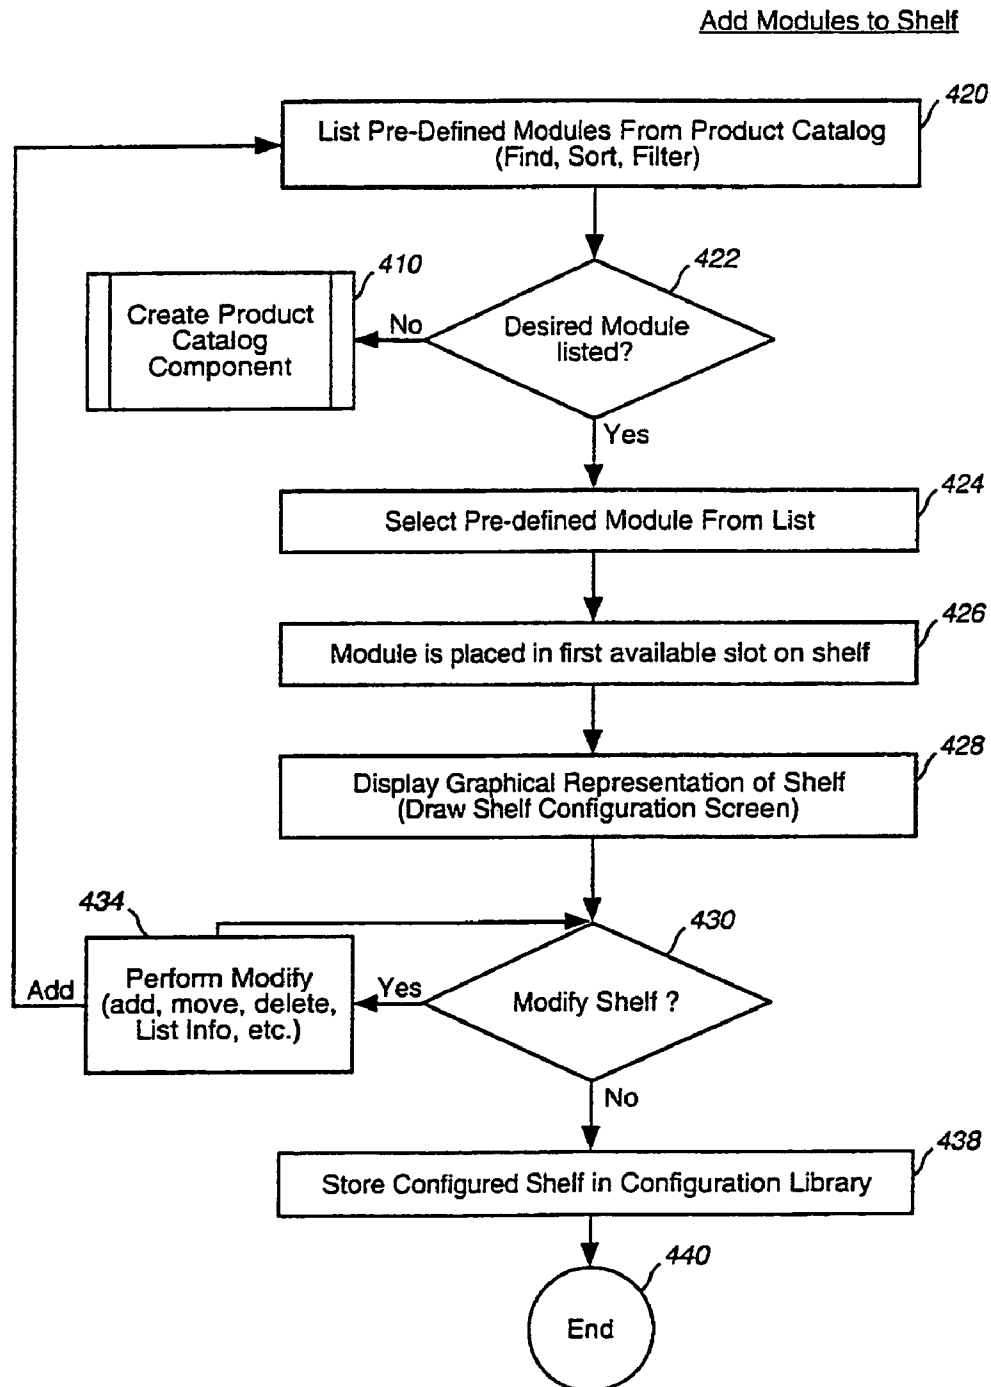 Add Modules to Shelf
420
List Pre-Defined Modules From Product Catalog
(Find, Sort, Filter)
410
Create Product
Catalog
Component
No
422
Desired Module
listed?
Yes
424
Select Pre-defined Module From List
426
Module is placed in first available slot on shelf
428
Display Graphical Representation of Shelf
(Draw Shelf Configuration Screen)
434
Add
Perform Modify
(add, move, delete,
List Info, etc.)
Yes
430
Modify Shelf ?
No
438
Store Configured Shelf in Configuration Library
440
End